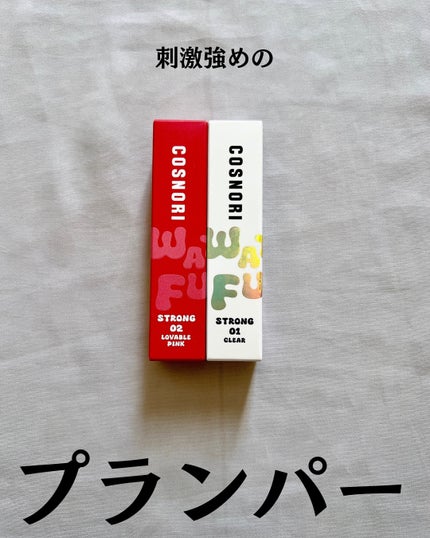 刺激強めの
COSNORI
WA
FU
STRONG
02
LOVABLE
PINK
COSNORI
WA
FU
STRONG
01
CLEAR
プランパー